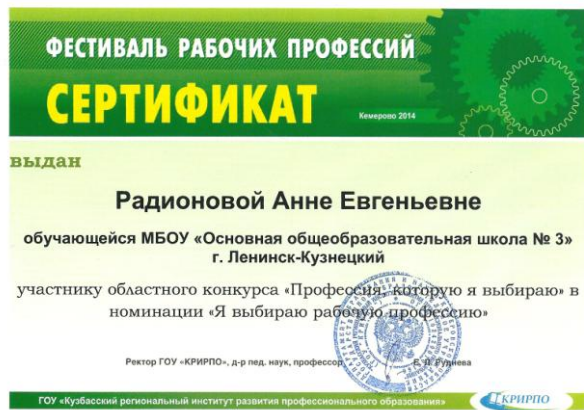 ФЕСТИВАЛЬ РАБОЧИХ ПРОФЕССИЙ
СЕРТИФИКАТ
Кемерово 2014
выдан
Радионовой Анне Евгеньевне
обучающейся МБОУ «Основная общеобразовательная школа № 3»
г. Ленинск-Кузнецкий
участнику областного конкурса «Профессия, которую я выбираю» в
номинации «Я выбираю рабочую профессию»
Ректор ГОУ «КРИРПО», д-р пед. наук, профессор Е. Л. Руднева
ГОУ «Кузбасский региональный институт развития профессионального образования»
КРИРПО